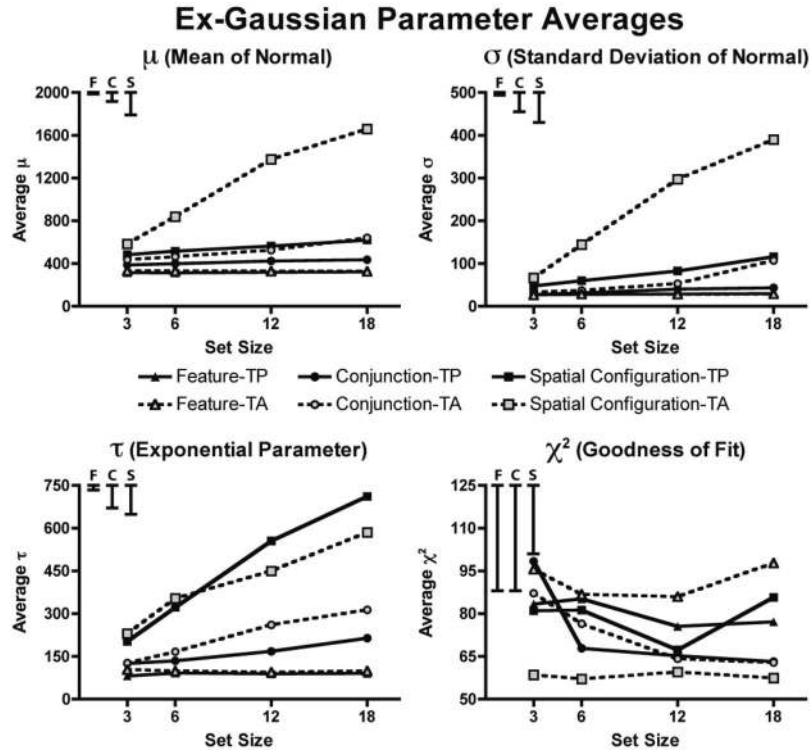 Ex-Gaussian Parameter Averages
μ (Mean of Normal)
F C S
2000
1600
1200
800
400
0
Average μ
3 6 12 18
Set Size
σ (Standard Deviation of Normal)
F C S
500
400
300
200
100
0
Average σ
3 6 12 18
Set Size
Feature-TP Conjunction-TP Spatial Configuration-TP
Feature-TA Conjunction-TA Spatial Configuration-TA
τ (Exponential Parameter)
F C S
750
600
450
300
150
0
Average τ
3 6 12 18
Set Size
χ² (Goodness of Fit)
F C S
125
110
95
80
65
50
Average χ²
3 6 12 18
Set Size